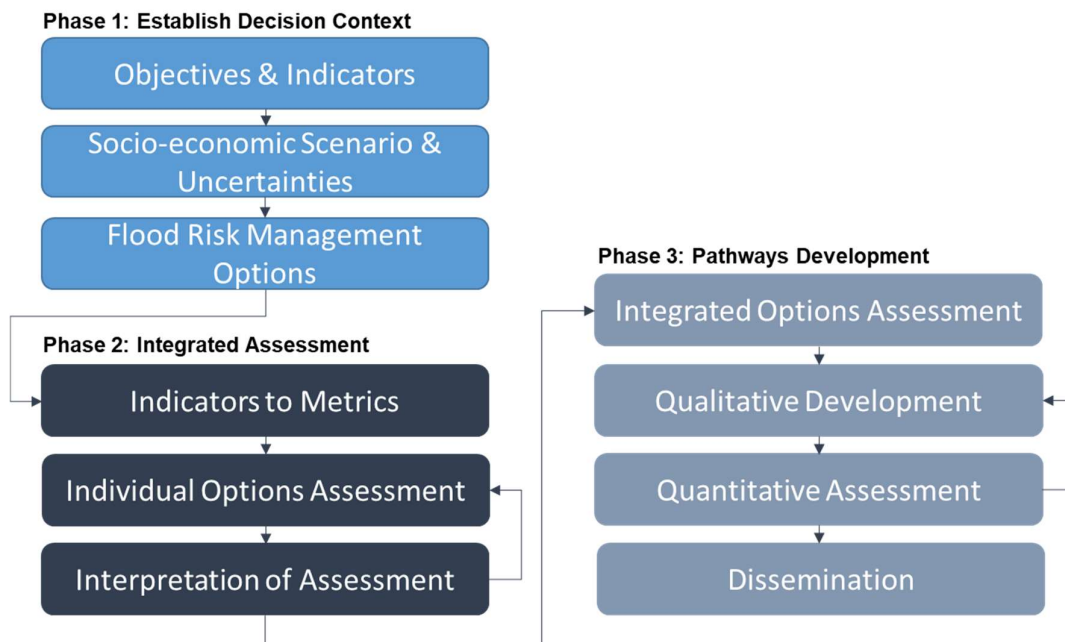 Phase 1: Establish Decision Context
Objectives & Indicators
Socio-economic Scenario &
Uncertainties
Flood Risk Management
Options
Phase 2: Integrated Assessment
Indicators to Metrics
Individual Options Assessment
Interpretation of Assessment
Phase 3: Pathways Development
Integrated Options Assessment
Qualitative Development
Quantitative Assessment
Dissemination